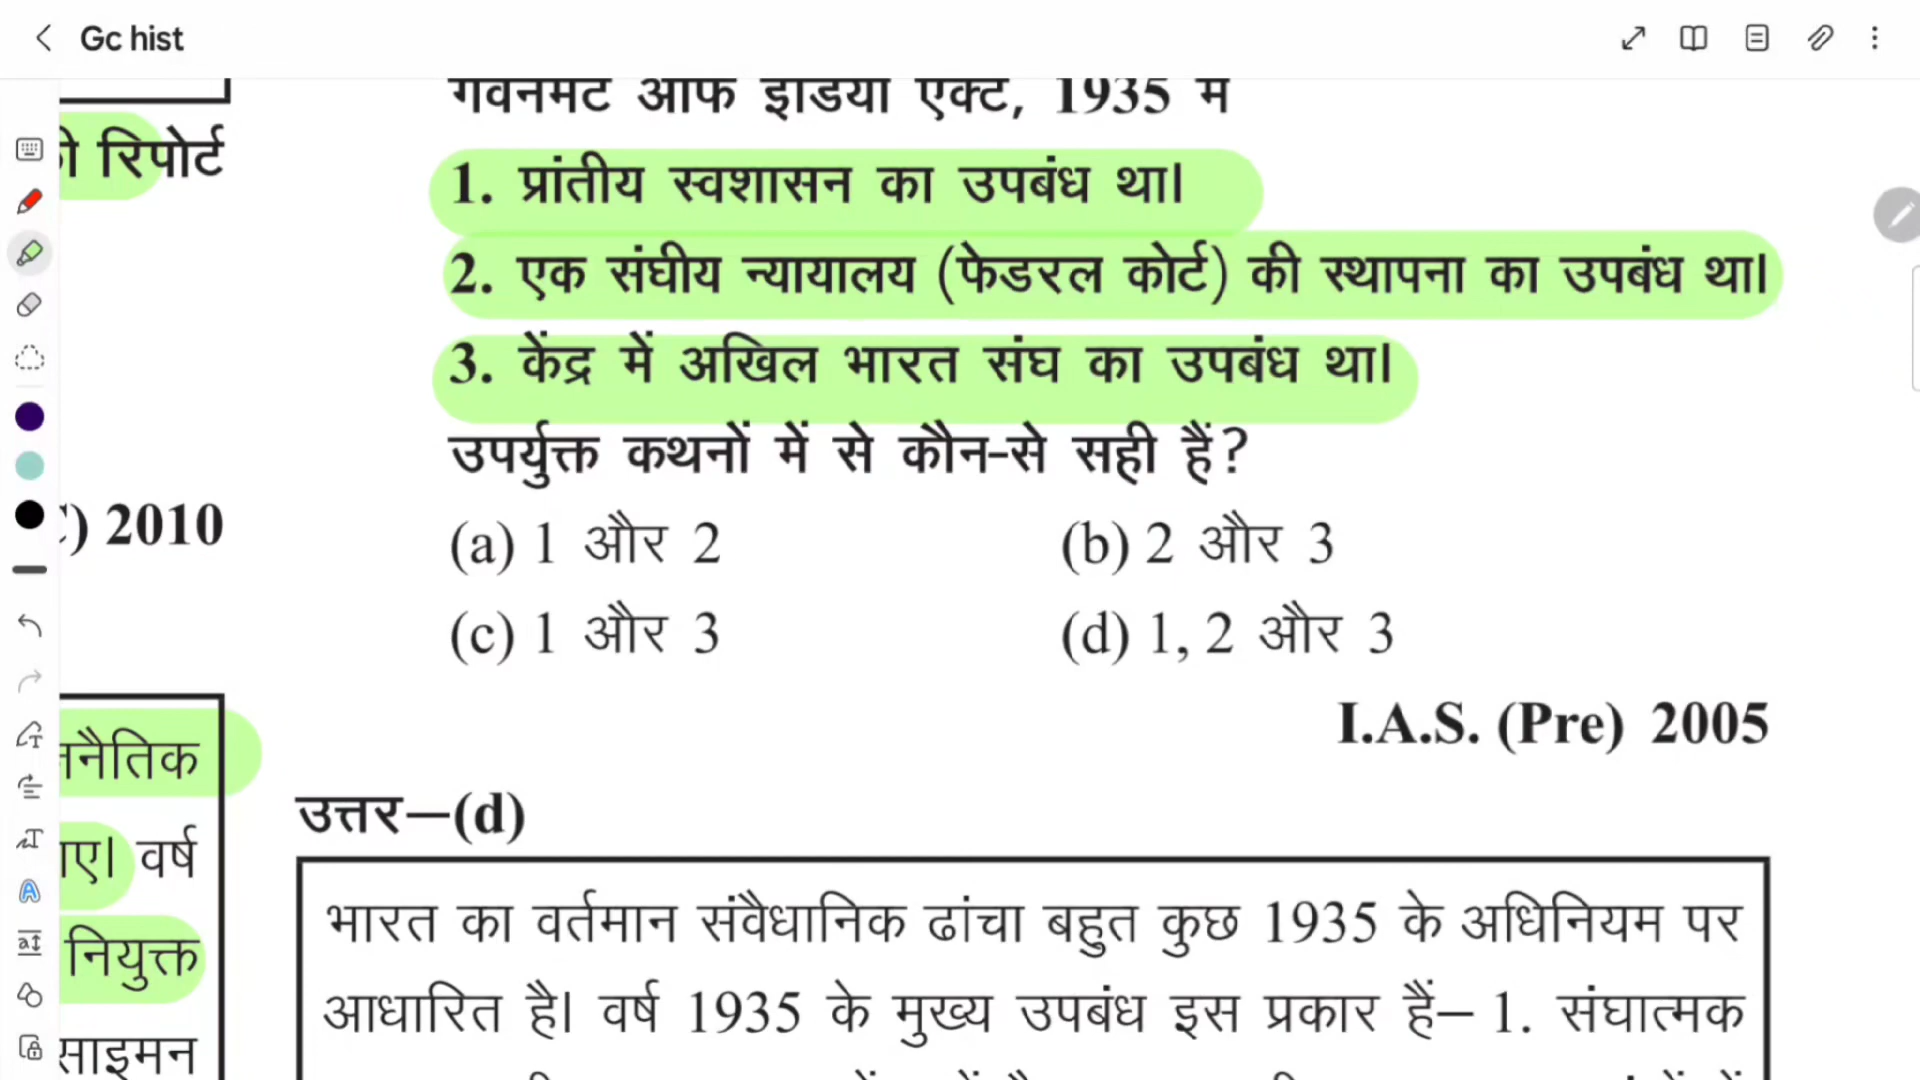 Gc hist
गवर्नमेंट ऑफ इंडिया एक्ट, 1935 में
1. प्रांतीय स्वशासन का उपबंध था।
2. एक संघीय न्यायालय (फेडरल कोर्ट) की स्थापना का उपबंध था।
3. केंद्र में अखिल भारत संघ का उपबंध था।
उपर्युक्त कथनों में से कौन-से सही हैं?
(a) 1 और 2
(b) 2 और 3
(c) 1 और 3
(d) 1, 2 और 3
I.A.S. (Pre) 2005
उत्तर—(d)
भारत का वर्तमान संवैधानिक ढांचा बहुत कुछ 1935 के अधिनियम पर
आधारित है। वर्ष 1935 के मुख्य उपबंध इस प्रकार हैं– 1. संघात्मक
रिपोर्ट
) 2010
वर्ष
नियुक्त
साइमन